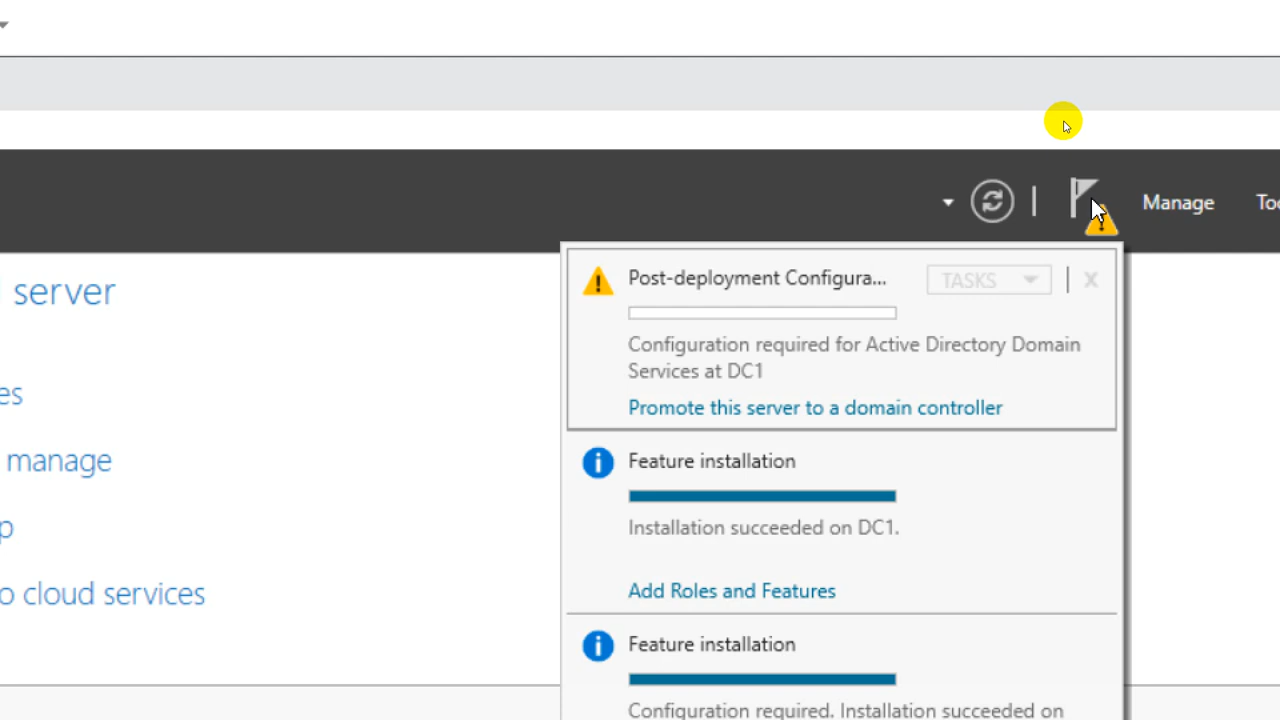 Manage
server
Post-deployment Configura...
TASKS
X
Configuration required for Active Directory Domain
Services at DC1
Promote this server to a domain controller
manage
Feature installation
Installation succeeded on DC1.
cloud services
Add Roles and Features
Feature installation
Configuration required. Installation succeeded on